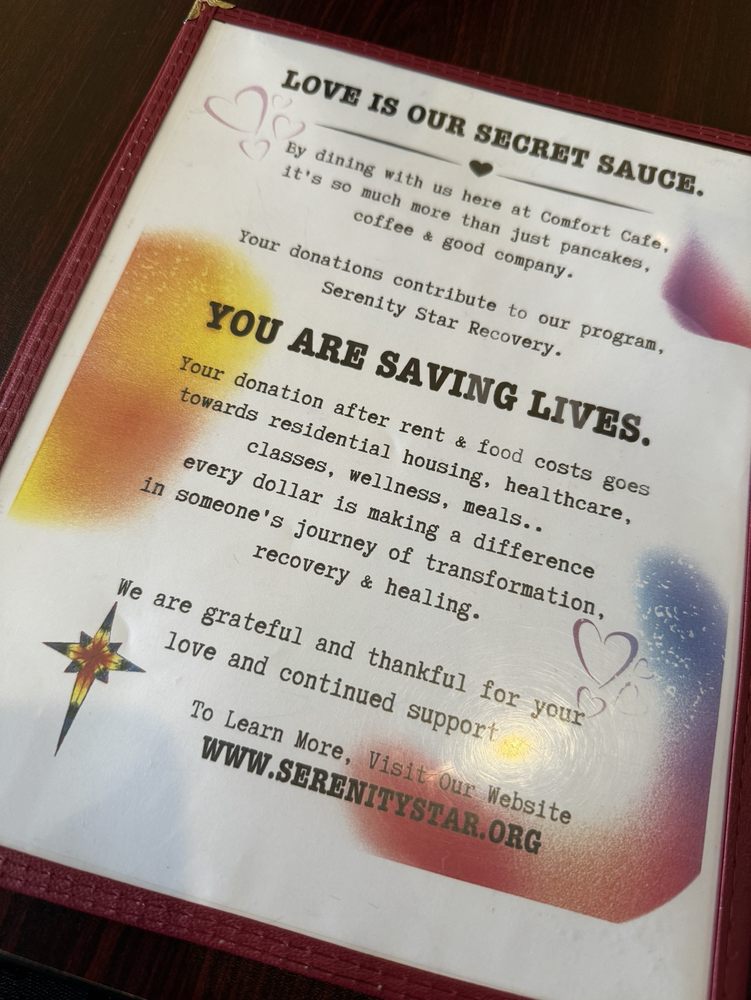 LOVE IS OUR SECRET SAUCE.
By dining with us here at Comfort Cafe,
it's so much more than just pancakes,
coffee & good company.
Your donations contribute to our program,
Serenity Star Recovery.
YOU ARE SAVING LIVES.
Your donation after rent & food costs goes
towards residential housing, healthcare,
classes, wellness, meals..
every dollar is making a difference
in someone's journey of transformation,
recovery & healing.
We are grateful and thankful for your
love and continued support
To Learn More, Visit Our Website
WWW.SERENITYSTAR.ORG